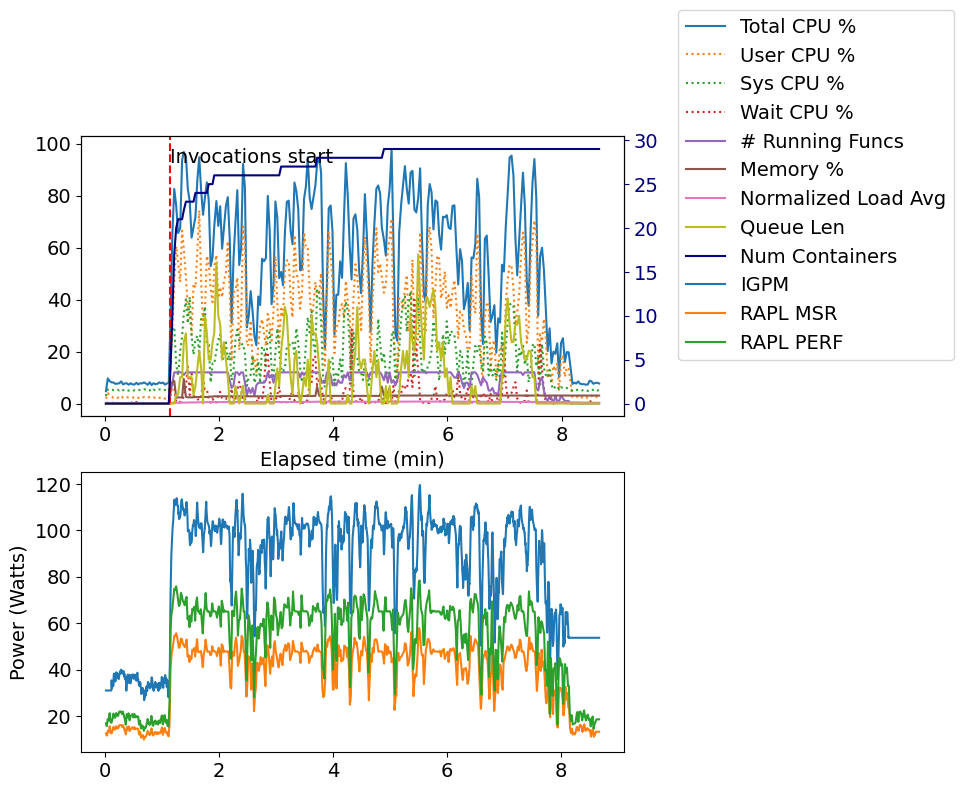 Total CPU %
User CPU %
Sys CPU %
Wait CPU %
# Running Funcs
Memory %
Normalized Load Avg
Queue Len
Num Containers
IGPM
RAPL MSR
RAPL PERF
Invocations start
100
80
60
40
20
0
30
25
20
15
10
5
0
0 2 4 6 8
Elapsed time (min)
Power (Watts)
120
100
80
60
40
20
0 2 4 6 8